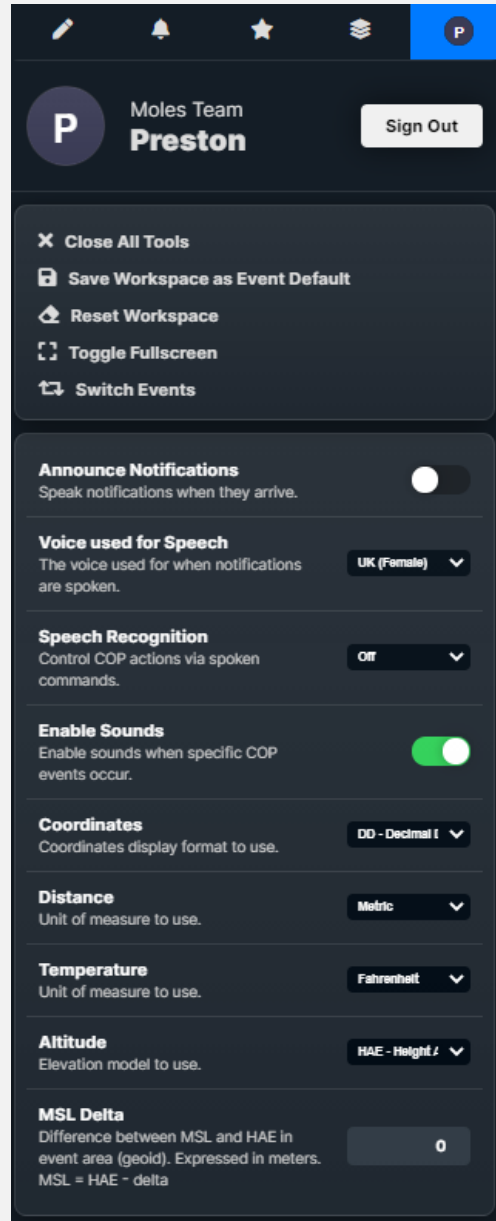 P
P
Moles Team
Preston
Sign Out
Close All Tools
Save Workspace as Event Default
Reset Workspace
Toggle Fullscreen
Switch Events
Announce Notifications
Speak notifications when they arrive.
Voice used for Speech
The voice used for when notifications
are spoken.
UK (Female)
Speech Recognition
Control COP actions via spoken
commands.
Off
Enable Sounds
Enable sounds when specific COP
events occur.
Coordinates
Coordinates display format to use.
DD - Decimal
Distance
Unit of measure to use.
Metric
Temperature
Unit of measure to use.
Fahrenheit
Altitude
Elevation model to use.
HAE - Height
MSL Delta
Difference between MSL and HAE in
event area (geoid). Expressed in meters.
MSL = HAE - delta
0